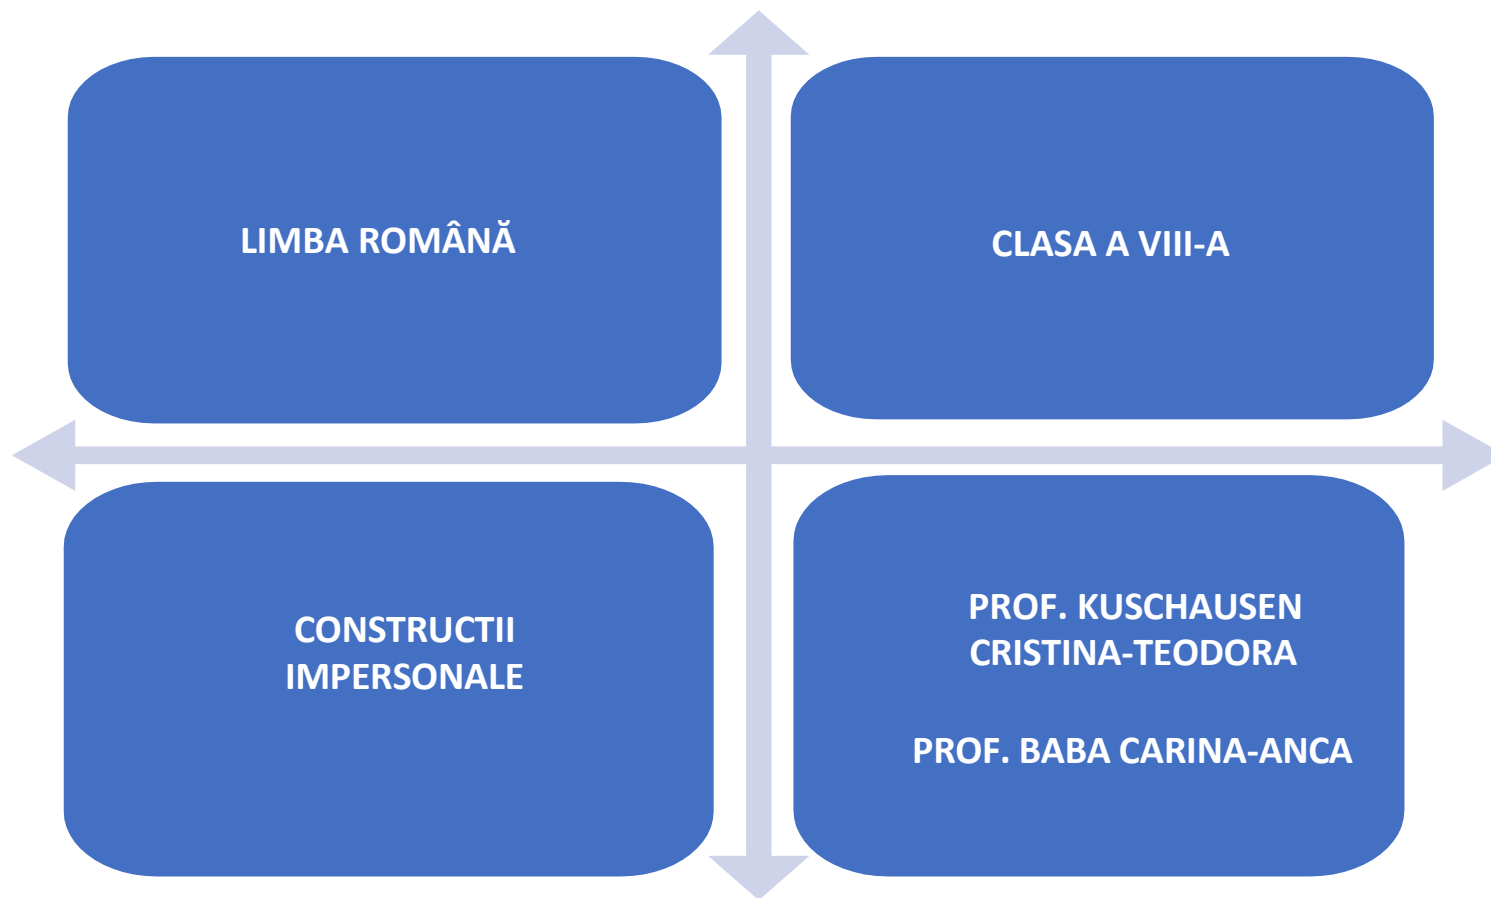 LIMBA ROMÂNĂ
CLASA A VIII-A
CONSTRUCTII
IMPERSONALE
PROF. KUSCHAUSEN
CRISTINA-TEODORA
PROF. BABA CARINA-ANCA